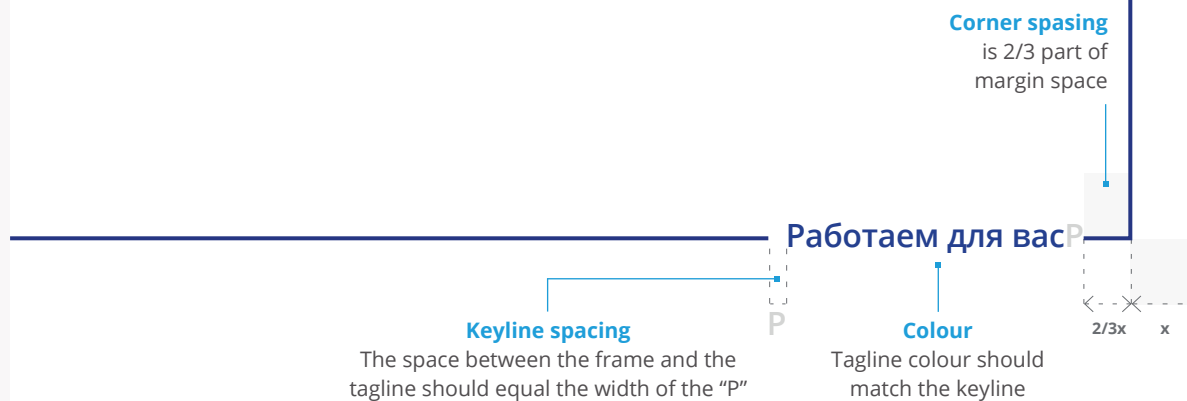 Corner spasing
is 2/3 part of
margin space
Работаем для васР
Р
2/3x
x
Keyline spacing
The space between the frame and the
tagline should equal the width of the “P”
Colour
Tagline colour should
match the keyline